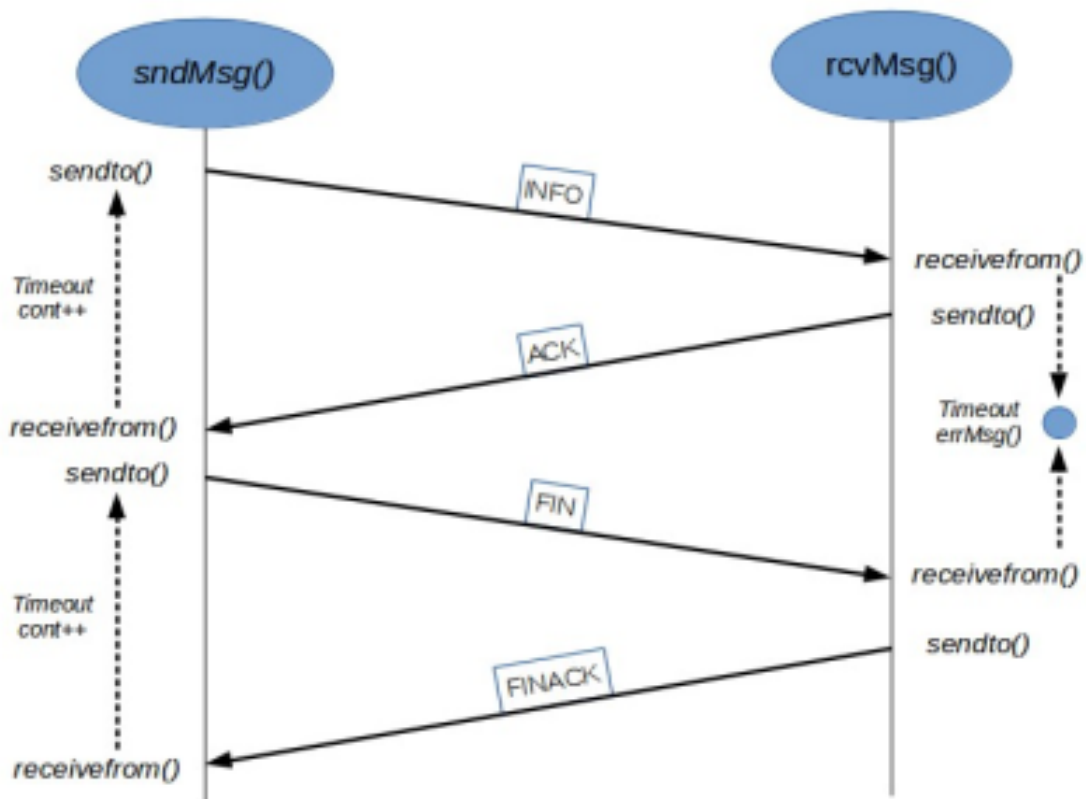 sndMsg()
rcvMsg()
sendto()
INFO
receivefrom()
Timeout
cont++
sendto()
ACK
Timeout
errMsg()
receivefrom()
sendto()
FIN
receivefrom()
Timeout
cont++
sendto()
FINACK
receivefrom()